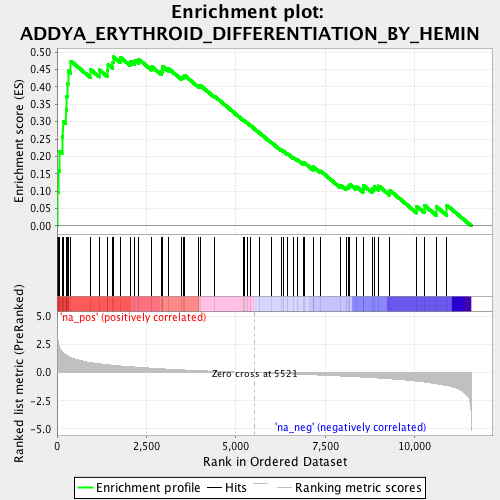 Enrichment plot:
ADDYA_ERYTHROID_DIFFERENTIATION_BY_HEMIN
Enrichment score (ES)
0.50
0.45
0.40
0.35
0.30
0.25
0.20
0.15
0.10
0.05
0.00
Ranked list metric (PreRanked)
5.0
2.5
0.0
-2.5
-5.0
'na_pos' (positively correlated)
Zero cross at 5521
'na_neg' (negatively correlated)
0
2,500
5,000
7,500
10,000
Rank in Ordered Dataset
Enrichment profile
Hits
Ranking metric scores